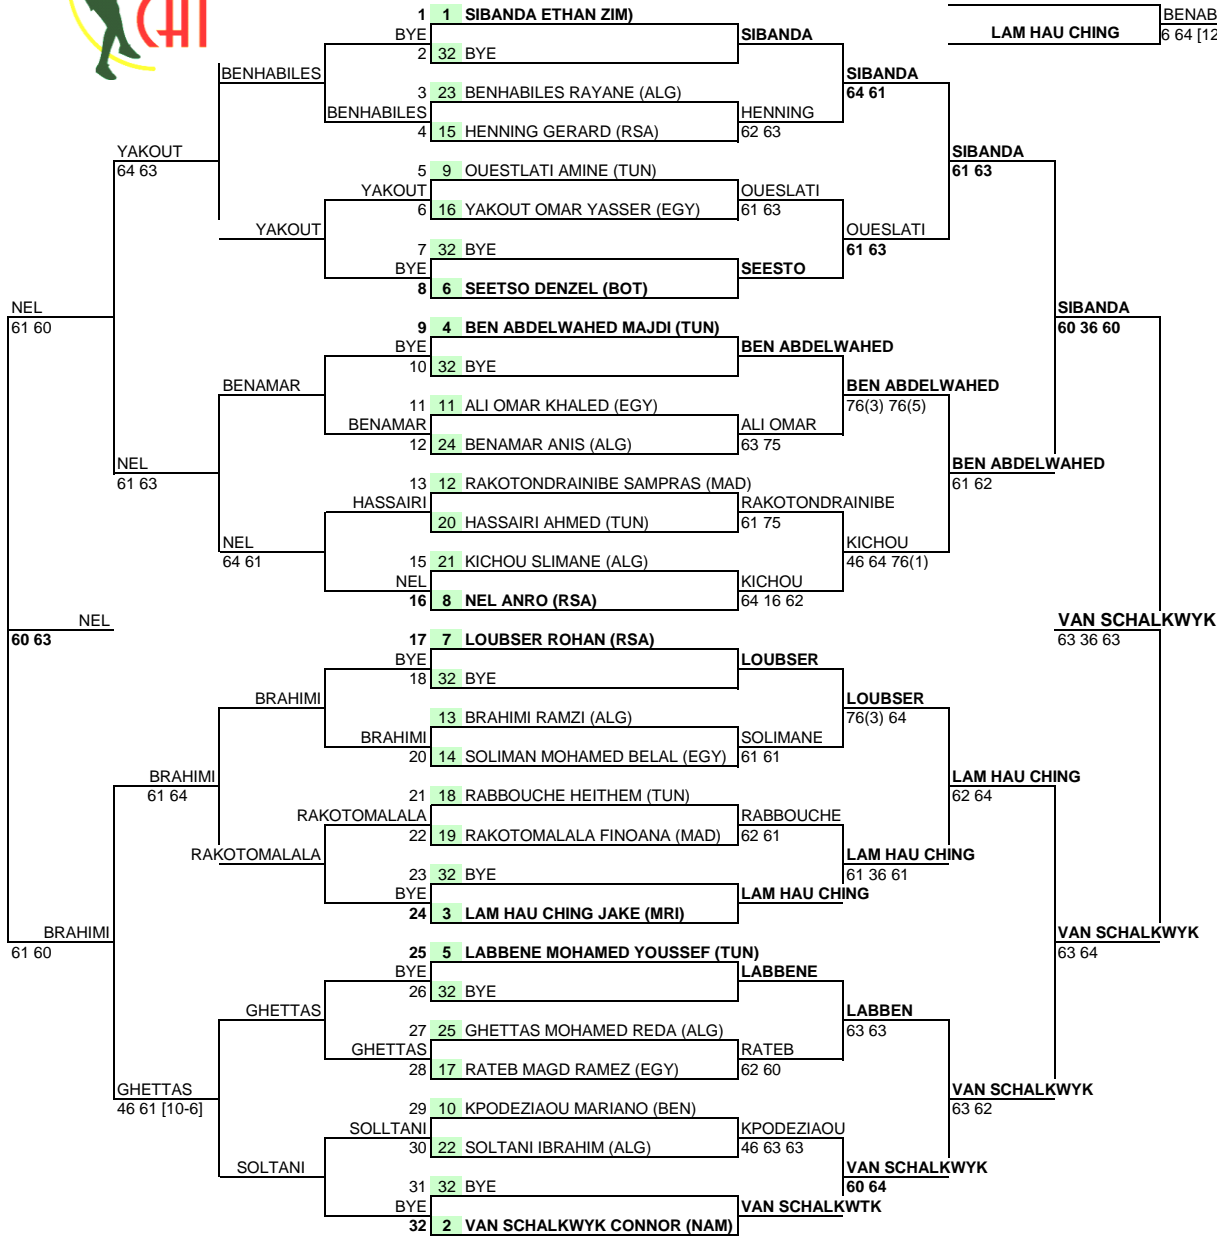 CHI
1 1 SIBANDA ETHAN ZIM)
BENAB
BYE
SIBANDA
LAM HAU CHING
6 64 [12
2 32 BYE
BENHABILES
SIBANDA
3 23 BENHABILES RAYANE (ALG)
64 61
BENHABILES
HENNING
4 15 HENNING GERARD (RSA)
62 63
YAKOUT
SIBANDA
64 63
5 9 OUESTLATI AMINE (TUN)
61 63
YAKOUT
OUESLATI
6 16 YAKOUT OMAR YASSER (EGY)
61 63
YAKOUT
OUESLATI
7 32 BYE
61 63
BYE
SEESTO
8 6 SEETSO DENZEL (BOT)
NEL
SIBANDA
61 60
9 4 BEN ABDELWAHED MAJDI (TUN)
60 36 60
BYE
BEN ABDELWAHED
10 32 BYE
BENAMAR
BEN ABDELWAHED
11 11 ALI OMAR KHALED (EGY)
76(3) 76(5)
BENAMAR
ALI OMAR
12 24 BENAMAR ANIS (ALG)
63 75
NEL
BEN ABDELWAHED
61 63
13 12 RAKOTONDRAINIBE SAMPRAS (MAD)
61 62
HASSAIRI
RAKOTONDRAINIBE
20 HASSAIRI AHMED (TUN)
61 75
NEL
KICHOU
64 61
15 21 KICHOU SLIMANE (ALG)
46 64 76(1)
NEL
KICHOU
16 8 NEL ANRO (RSA)
64 16 62
NEL
VAN SCHALKWYK
60 63
17 7 LOUBSER ROHAN (RSA)
63 36 63
BYE
LOUBSER
18 32 BYE
BRAHIMI
LOUBSER
13 BRAHIMI RAMZI (ALG)
76(3) 64
BRAHIMI
SOLIMANE
20 14 SOLIMAN MOHAMED BELAL (EGY)
61 61
BRAHIMI
LAM HAU CHING
61 64
21 18 RABBOUCHE HEITHEM (TUN)
62 64
RAKOTOMALALA
RABBOUCHE
22 19 RAKOTOMALALA FINOANA (MAD)
62 61
RAKOTOMALALA
LAM HAU CHING
23 32 BYE
61 36 61
BYE
LAM HAU CHING
24 3 LAM HAU CHING JAKE (MRI)
BRAHIMI
VAN SCHALKWYK
61 60
25 5 LABBENE MOHAMED YOUSSEF (TUN)
63 64
BYE
LABBENE
26 32 BYE
GHETTAS
LABBEN
27 25 GHETTAS MOHAMED REDA (ALG)
63 63
GHETTAS
RATEB
28 17 RATEB MAGD RAMEZ (EGY)
62 60
GHETTAS
VAN SCHALKWYK
46 61 [10-6]
29 10 KPODEZIAOU MARIANO (BEN)
63 62
SOLLTANI
KPODEZIAOU
30 22 SOLTANI IBRAHIM (ALG)
46 63 63
SOLTANI
VAN SCHALKWYK
31 32 BYE
60 64
BYE
VAN SCHALKWTK
32 2 VAN SCHALKWYK CONNOR (NAM)